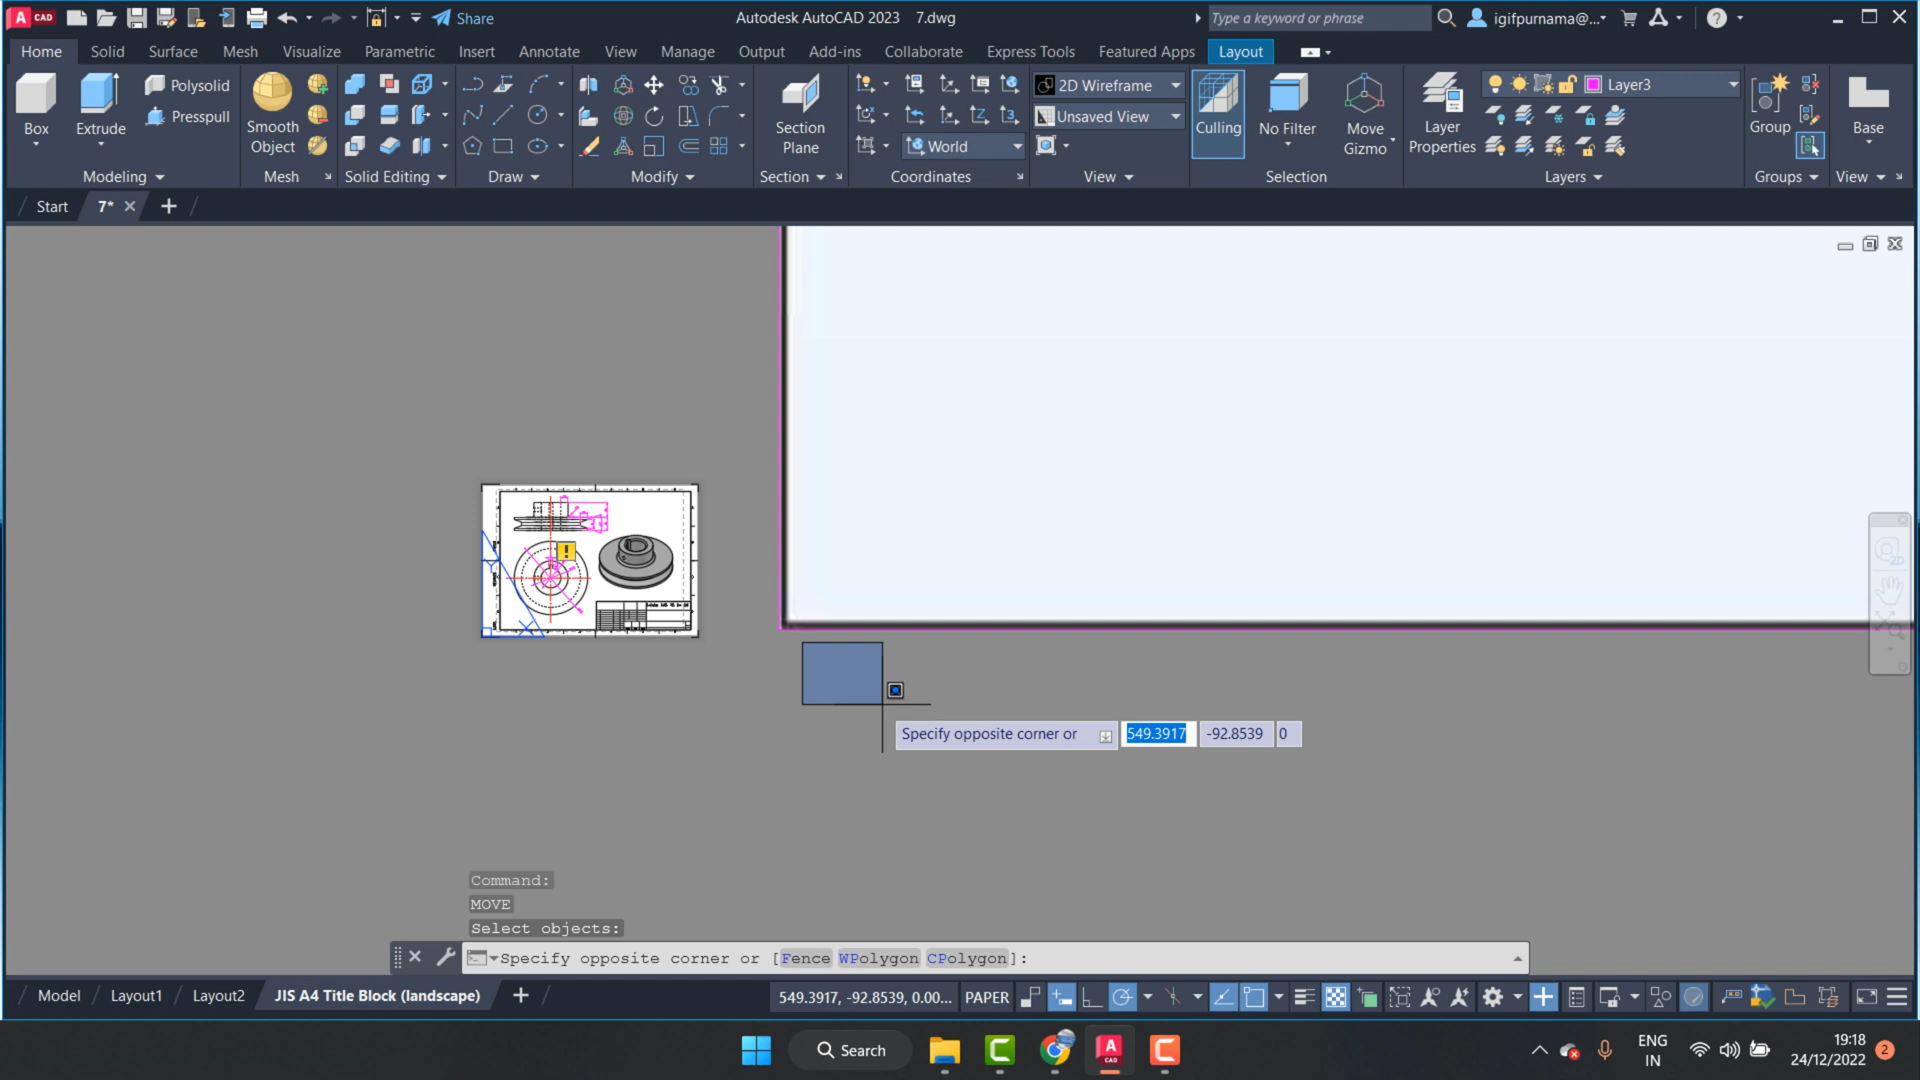 CAD
Share
Autodesk AutoCAD 2023 7.dwg
Type a keyword or phrase
igifpurnama@...
Home Solid Surface Mesh Visualize Parametric Insert Annotate View Manage Output Add-ins Collaborate Express Tools Featured Apps Layout
Box
Extrude
Polysolid
Presspull
Modeling
Smooth
Object
Mesh
Solid Editing
Draw
Modify
Section
Plane
Section
World
Coordinates
2D Wireframe
Unsaved View
View
Culling
No Filter
Move
Gizmo
Selection
Layer
Properties
Layer3
Layers
Group
Groups
Base
View
Start
7*
Specify opposite corner or 549.3917 -92.8539 0
Command:
MOVE
Select objects:
Specify opposite corner or [Fence WPolygon CPolygon]:
Model Layout1 Layout2 JIS A4 Title Block (landscape)
549.3917, -92.8539, 0.00... PAPER
Search
ENG
IN
19:18
24/12/2022
2